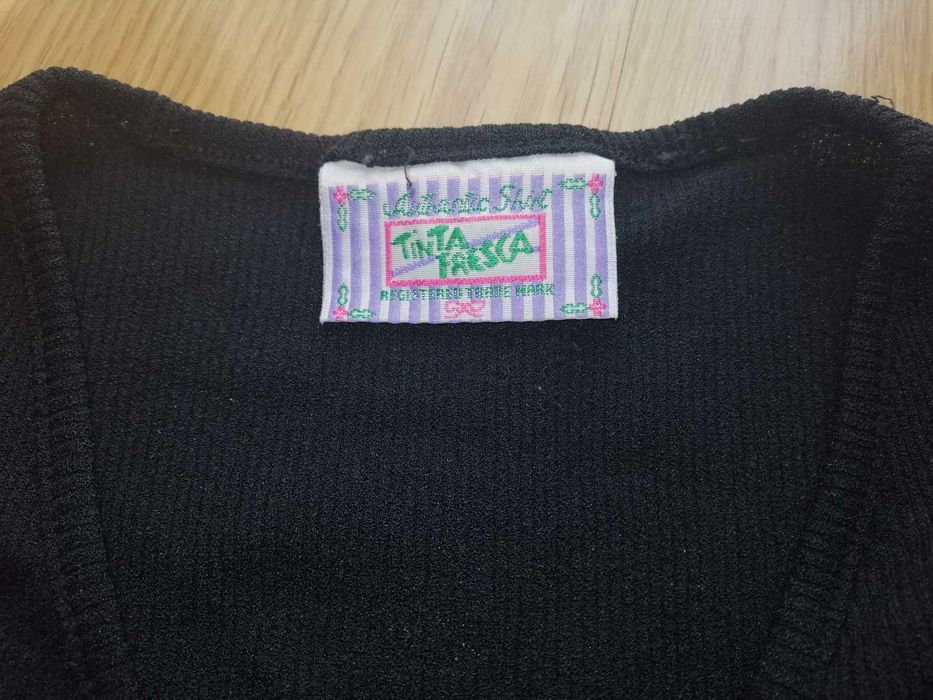 Authentic Shirt
TINTA
FRESCA
REGISTERED TRADE MARK